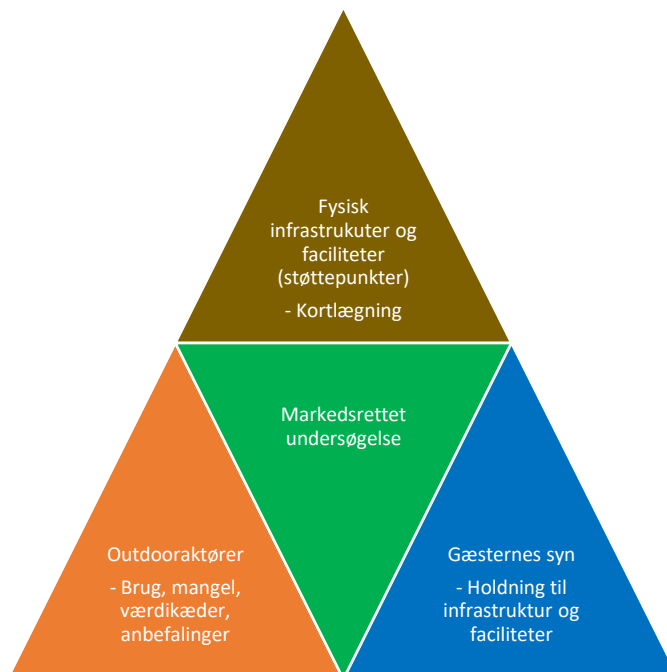 Fysisk
infrastrukuter og
faciliteter
(støttepunkter)
- Kortlægning
Markedsrettet
undersøgelse
Outdooraktører
- Brug, mangel,
værdikæder,
anbefalinger
Gæsternes syn
- Holdning til
infrastruktur og
faciliteter